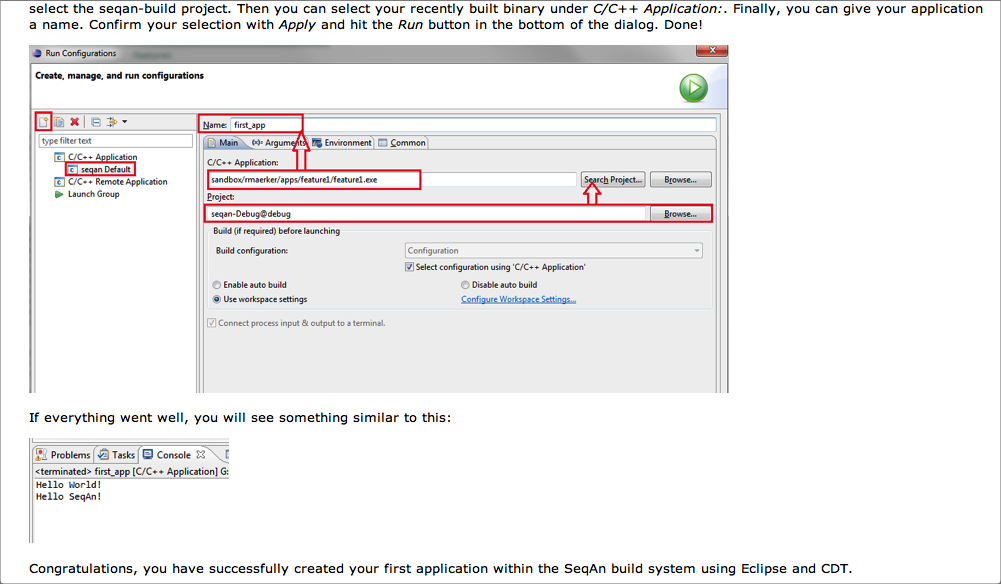 select the seqan-build project. Then you can select your recently built binary under C/C++ Application:. Finally, you can give your application
a name. Confirm your selection with Apply and hit the Run button in the bottom of the dialog. Done!
Run Configurations
Create, manage, and run configurations
Name: first_app
type filter text
Main (x)= Arguments Environment Common
C/C++ Application
C/C++ Application:
seqan Default
sandbox/rmaerker/apps/feature1/feature1.exe Search Project... Browse...
C/C++ Remote Application
Launch Group
Project:
seqan-Debug@debug Browse...
Build (if required) before launching
Build configuration: Configuration
Select configuration using 'C/C++ Application'
Enable auto build Disable auto build
Use workspace settings Configure Workspace Settings...
Connect process input & output to a terminal.
If everything went well, you will see something similar to this:
Problems Tasks Console
<terminated> first_app [C/C++ Application] G:
Hello World!
Hello SeqAn!
Congratulations, you have successfully created your first application within the SeqAn build system using Eclipse and CDT.